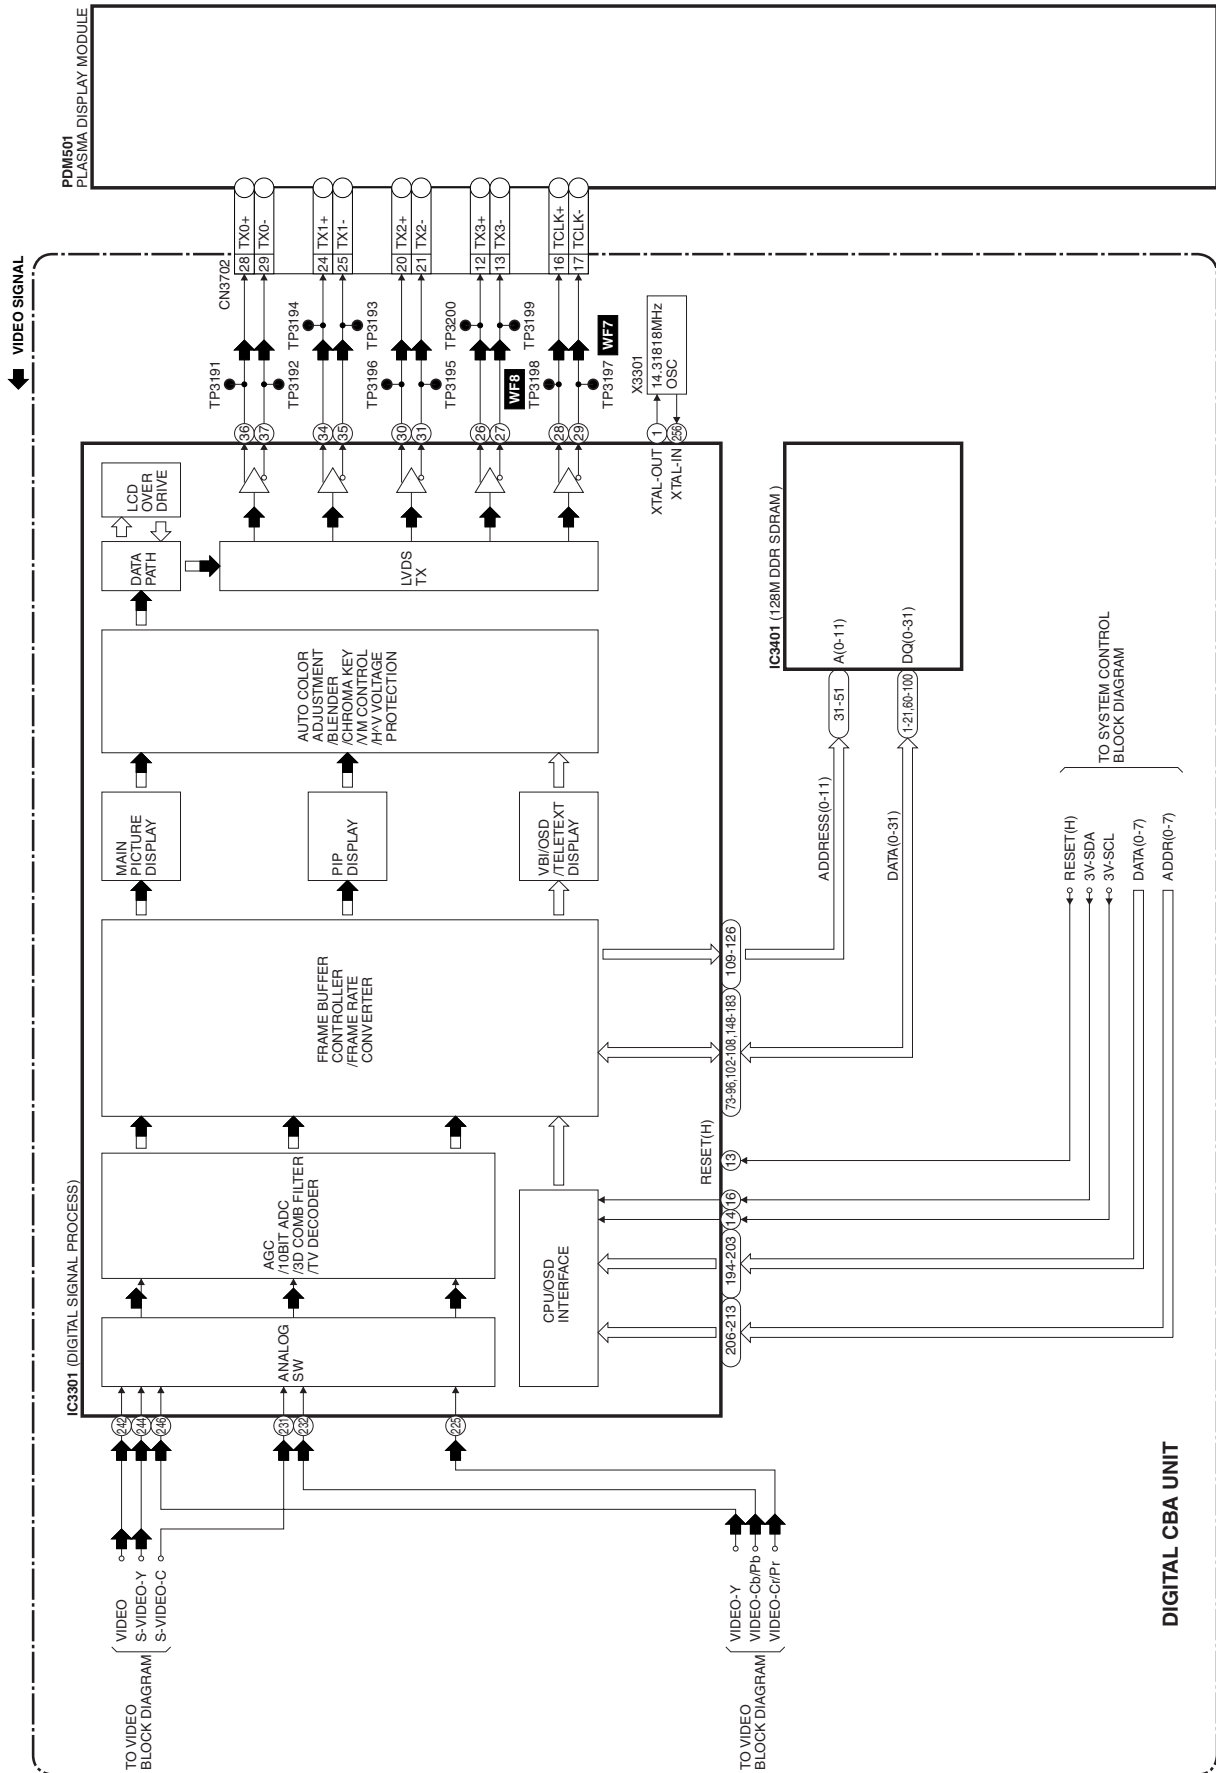 VIDEO SIGNAL
PDM501
PLASMA DISPLAY MODULE
CN3702
28 TX0+
29 TX0-
24 TX1+
25 TX1-
20 TX2+
21 TX2-
12 TX3+
13 TX3-
16 TCLK+
17 TCLK-
TP3191
TP3192
TP3194
TP3193
TP3196
TP3195
TP3200
TP3199
WF8
TP3198
TP3197
WF7
36
37
34
35
30
31
26
27
28
29
X3301
14.31818MHz
OSC
1
256
XTAL-OUT
XTAL-IN
IC3301 (DIGITAL SIGNAL PROCESS)
LCD
OVER
DRIVE
DATA
PATH
LVDS
TX
AUTO COLOR
ADJUSTMENT
/BLENDER
/CHROMA KEY
/VM CONTROL
/H^V VOLTAGE
PROTECTION
MAIN
PICTURE
DISPLAY
PIP
DISPLAY
VBI/OSD
/TELETEXT
DISPLAY
FRAME BUFFER
CONTROLLER
/FRAME RATE
CONVERTER
AGC
/10BIT ADC
/3D COMB FILTER
/TV DECODER
ANALOG
SW
CPU/OSD
INTERFACE
242
244
246
231
232
225
VIDEO
S-VIDEO-Y
S-VIDEO-C
TO VIDEO
BLOCK DIAGRAM
VIDEO-Y
VIDEO-Cb/Pb
VIDEO-Cr/Pr
TO VIDEO
BLOCK DIAGRAM
109-126
73-96,102-108,148-183
RESET(H)
13
16
14
194-203
206-213
ADDRESS(0-11)
DATA(0-31)
IC3401 (128M DDR SDRAM )
31-51
A(0-11)
1-21,60-100
DQ(0-31)
RESET(H)
3V-SDA
3V-SCL
DATA(0-7)
ADDR(0-7)
TO SYSTEM CONTROL
BLOCK DIAGRAM
DIGITAL CBA UNIT